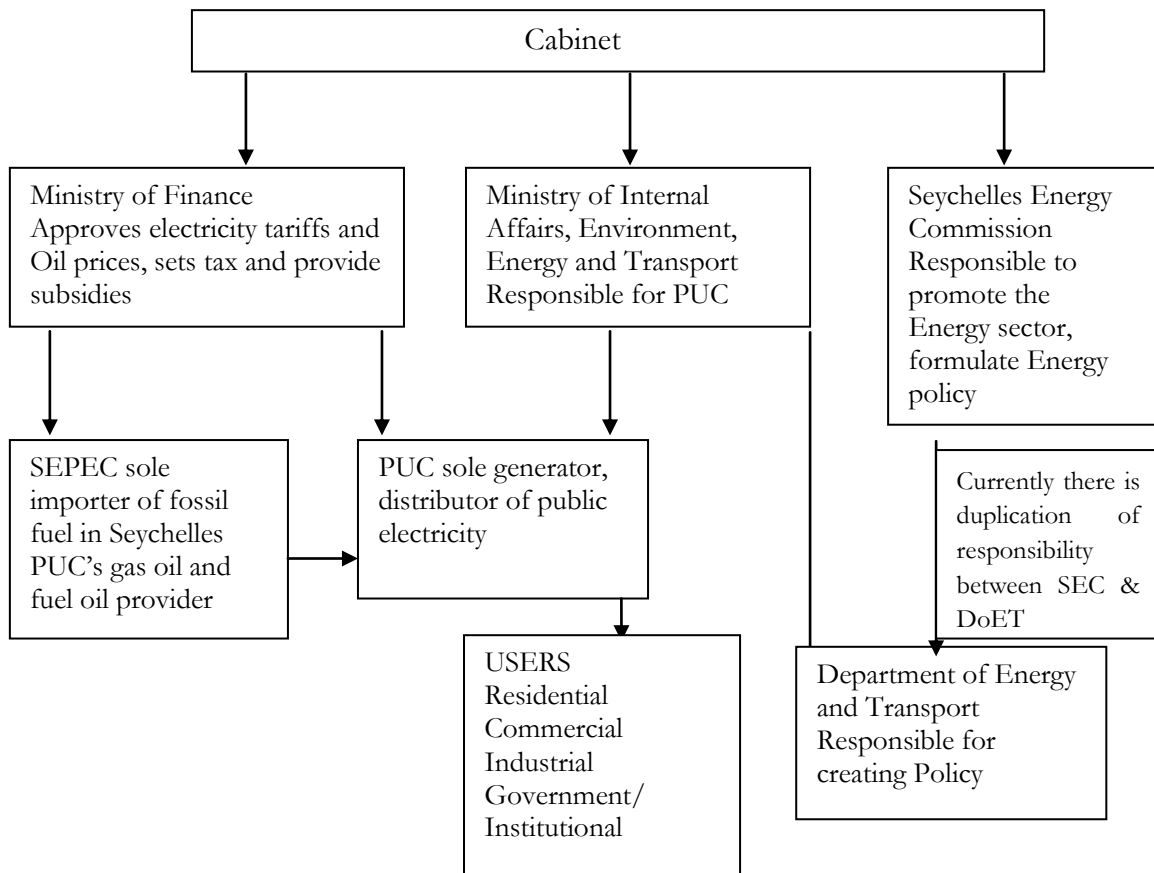 Cabinet
Ministry of Finance
Approves electricity tariffs and
Oil prices, sets tax and provide
subsidies
Ministry of Internal
Affairs, Environment,
Energy and Transport
Responsible for PUC
Seychelles Energy
Commission
Responsible to
promote the
Energy sector,
formulate Energy
policy
SEPEC sole
importer of fossil
fuel in Seychelles
PUC’s gas oil and
fuel oil provider
PUC sole generator,
distributor of public
electricity
Currently there is
duplication of
responsibility
between SEC &
DoET
USERS
Residential
Commercial
Industrial
Government/
Institutional
Department of Energy
and Transport
Responsible for
creating Policy